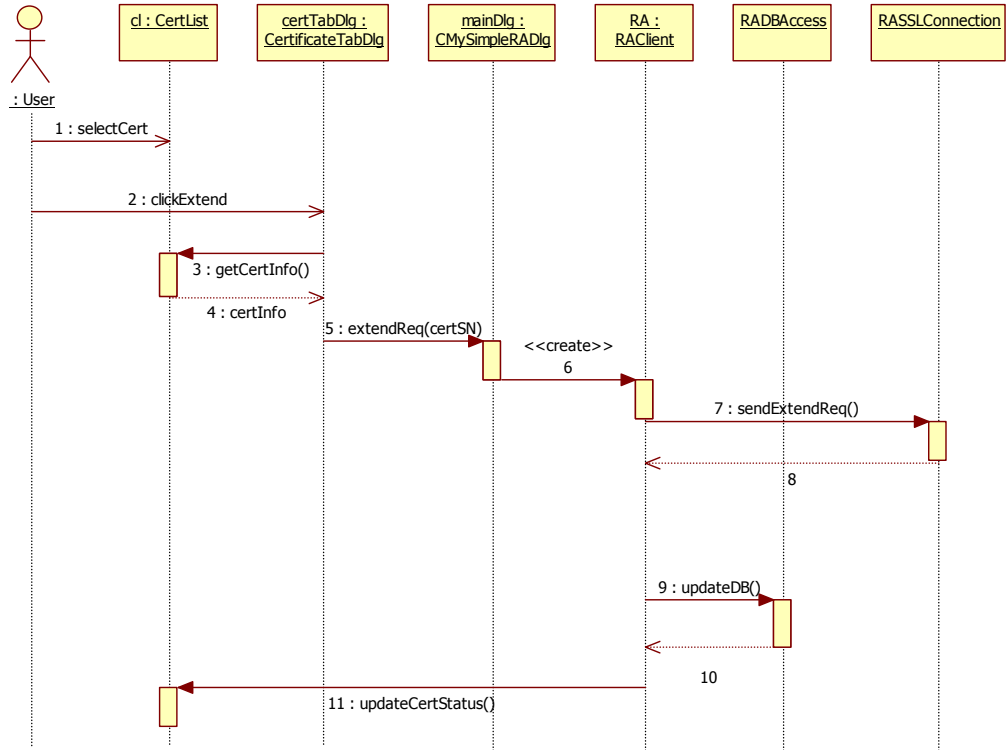 cl : CertList
certTabDlg :
CertificateTabDlg
mainDlg :
CMySimpleRADlg
RA :
RAClient
RADBAccess
RASSLConnection
: User
1 : selectCert
2 : clickExtend
3 : getCertInfo()
4 : certInfo
5 : extendReq(certSN)
<<create>>
6
7 : sendExtendReq()
8
9 : updateDB()
10
11 : updateCertStatus()